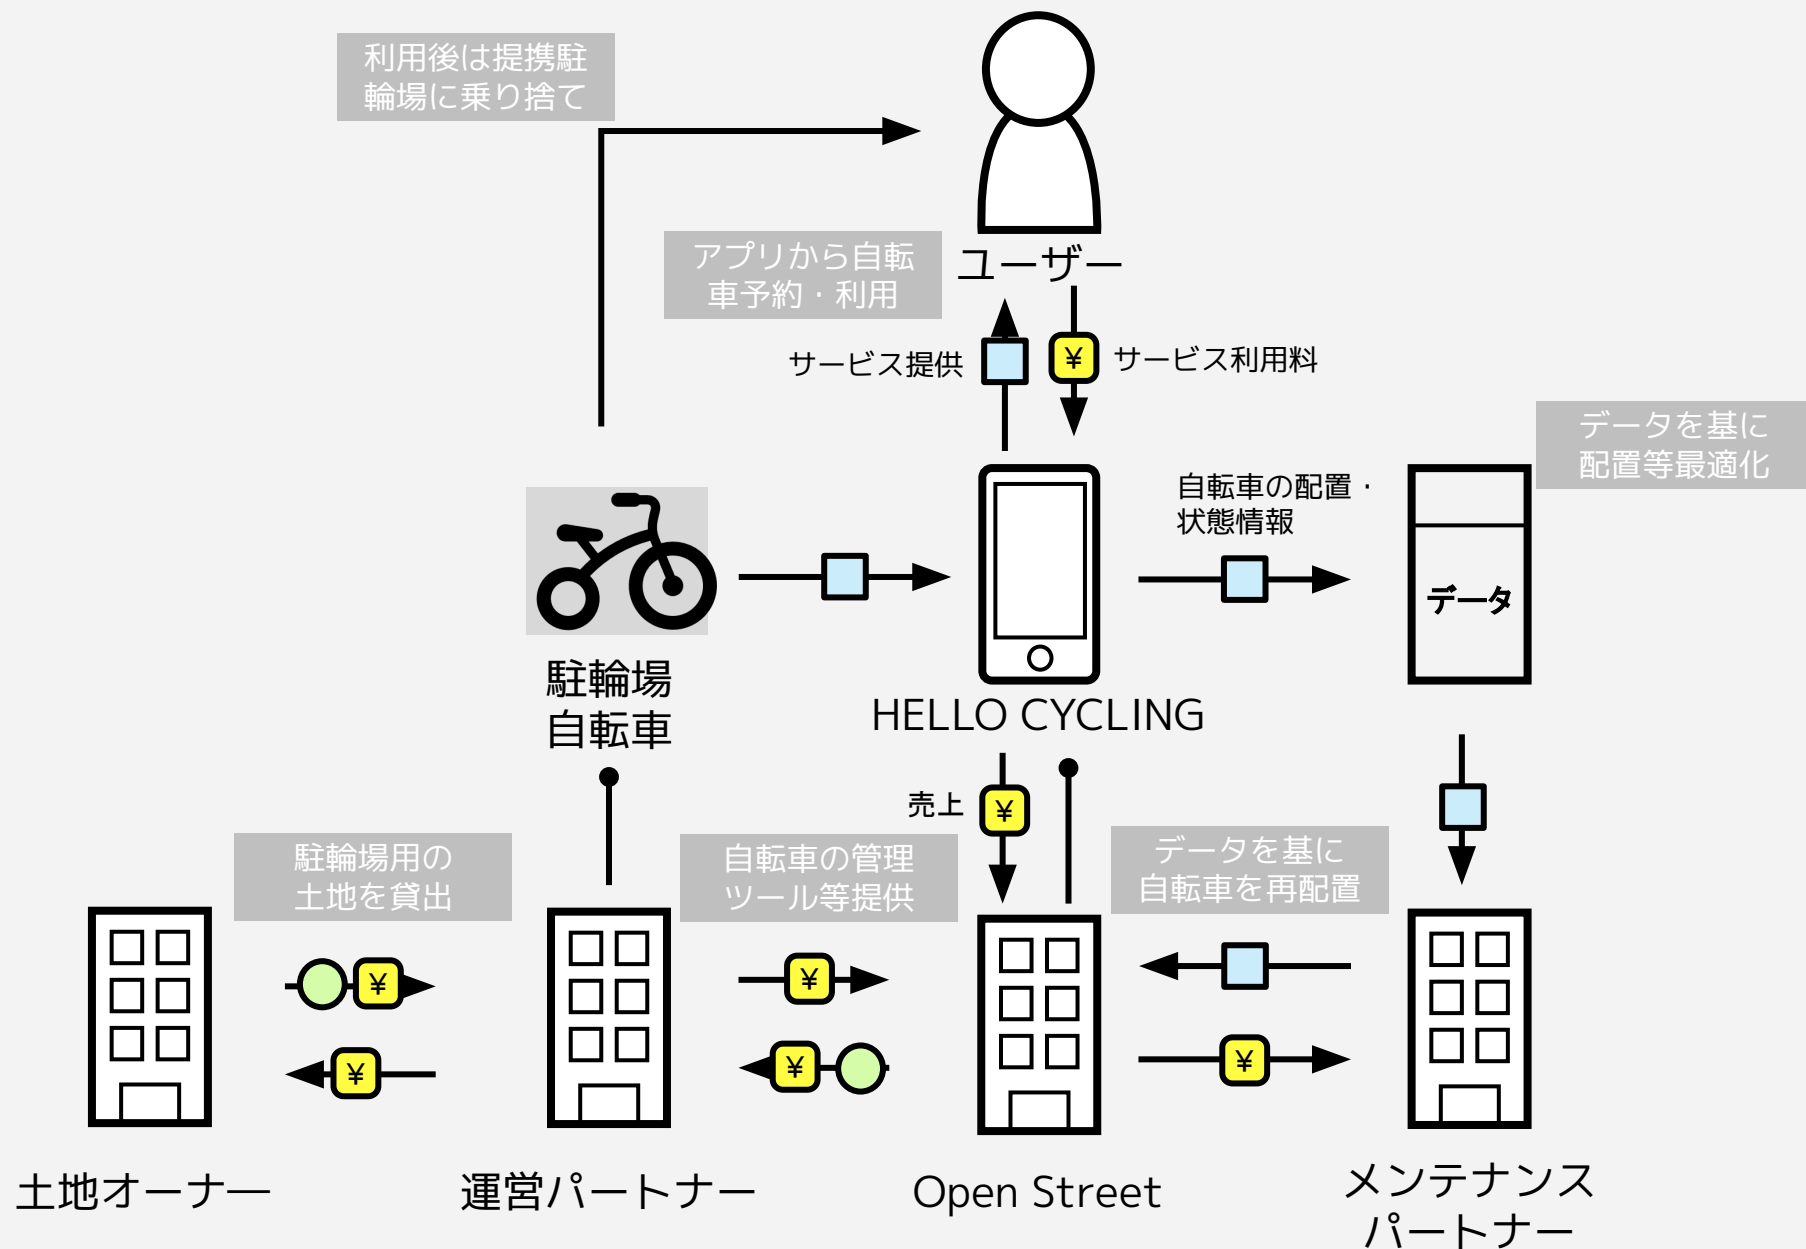 利用後は提携駐
輪場に乗り捨て
アプリから自転
車予約・利用
ユーザー
サービス提供
¥
サービス利用料
データを基に
配置等最適化
自転車の配置・
状態情報
データ
駐輪場
自転車
HELLO CYCLING
売上
¥
駐輪場用の
土地を貸出
自転車の管理
ツール等提供
データを基に
自転車を再配置
¥
¥
¥
¥
¥
土地オーナー
運営パートナー
Open Street
メンテナンス
パートナー